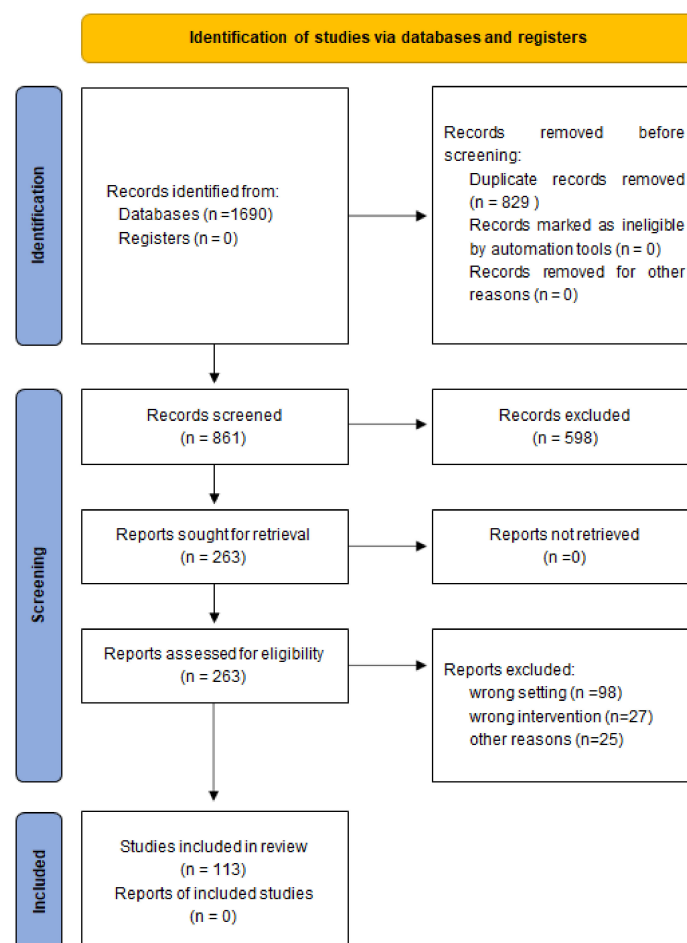 Identification of studies via databases and registers
Identification
Records identified from:
Databases (n =1690)
Registers (n = 0)
Records removed before
screening:
Duplicate records removed
(n = 829 )
Records marked as ineligible
by automation tools (n = 0)
Records removed for other
reasons (n = 0)
Screening
Records screened
(n = 861)
Records excluded
(n = 598)
Reports sought for retrieval
(n = 263)
Reports not retrieved
(n =0)
Reports assessed for eligibility
(n = 263)
Reports excluded:
wrong setting (n =98)
wrong intervention (n=27)
other reasons (n=25)
Included
Studies included in review
(n = 113)
Reports of included studies
(n = 0)